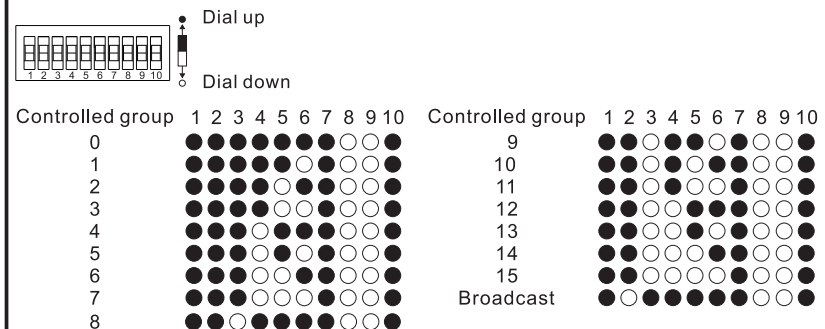 Dial up
1 2 3 4 5 6 7 8 9 10
Dial down
Controlled group 1 2 3 4 5 6 7 8 9 10
0 ●●●●●●●○○●
1 ●●●●●○●○○●
2 ●●●●○●●○○●
3 ●●●●○○●○○●
4 ●●●○●●●○○●
5 ●●●○●○●○○●
6 ●●●○○●●○○●
7 ●●●○○○●○○●
8 ●●○●●●●○○●
Controlled group 1 2 3 4 5 6 7 8 9 10
9 ●●○●●○●○○●
10 ●●○●○●●○○●
11 ●●○●○○●○○●
12 ●●○○●●●○○●
13 ●●○○●○●○○●
14 ●●○○○●●○○●
15 ●●○○○○●○○●
Broadcast ●○●●●●●○○●